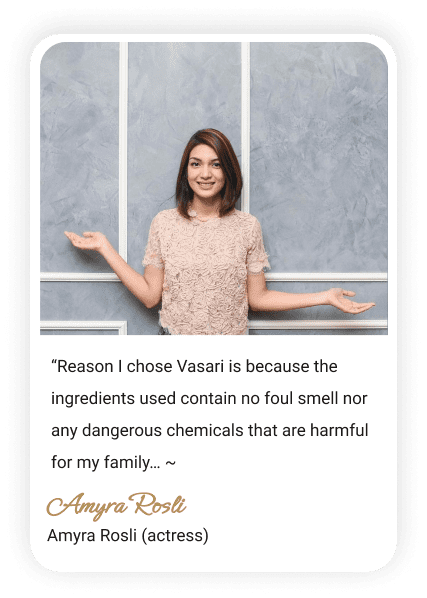 “Reason I chose Vasari is because the
ingredients used contain no foul smell nor
any dangerous chemicals that are harmful
for my family... ~
Amyra Rosli
Amyra Rosli (actress)